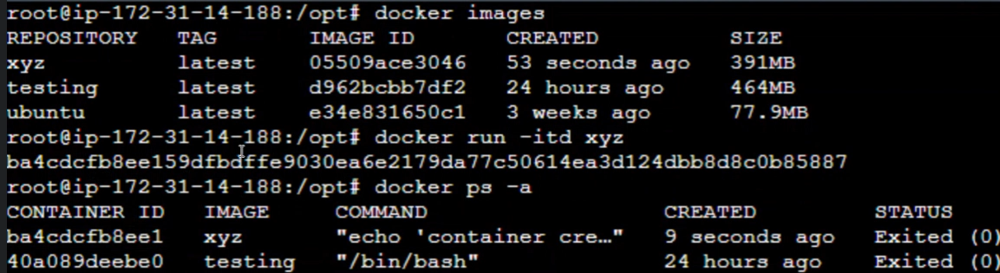 root@ip-172-31-14-188:/opt# docker images
REPOSITORY TAG IMAGE ID CREATED SIZE
xyz latest 05509ace3046 53 seconds ago 391MB
testing latest d962bcbb7df2 24 hours ago 464MB
ubuntu latest e34e831650c1 3 weeks ago 77.9MB
root@ip-172-31-14-188:/opt# docker run -itd xyz
ba4cdcfb8ee159dfbdffe9030ea6e2179da77c50614ea3d124dbb8d8c0b85887
root@ip-172-31-14-188:/opt# docker ps -a
CONTAINER ID IMAGE COMMAND CREATED STATUS
ba4cdcfb8ee1 xyz "echo 'container cre…" 9 seconds ago Exited (0)
40a089deebe0 testing "/bin/bash" 24 hours ago Exited (0)